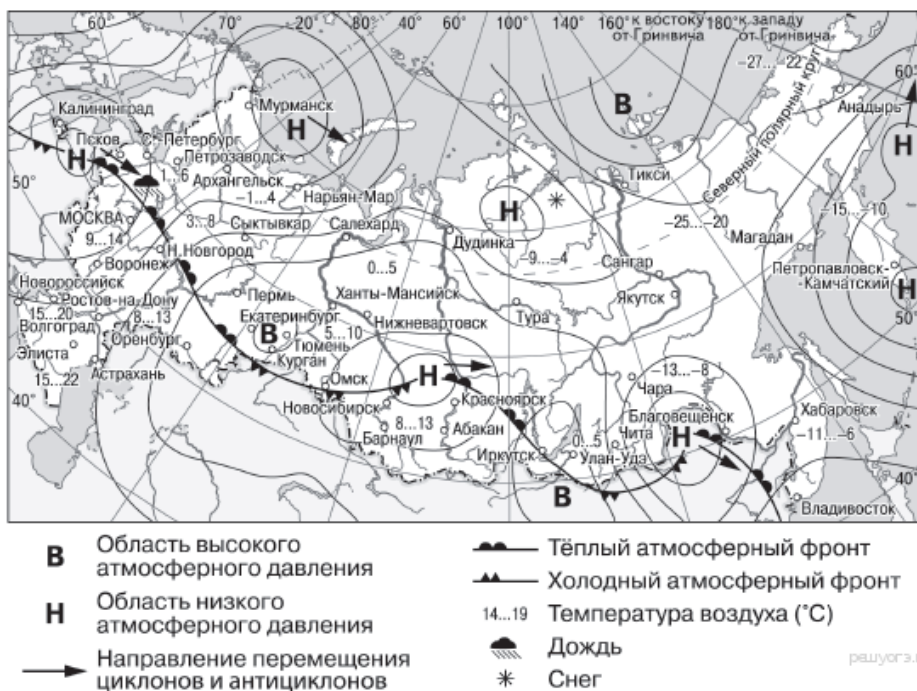 60°
70°
20°
80°
40°
60°
100°
140°
к востоку
от Гринвича
180°
к западу
от Гринвича
-27...-22
60°
Северный полярный круг
В
Анадырь
Н
Мурманск
Н
Калининград
Псков
С.-Петербург
Н
Петрозаводск
1...6
Архангельск
-1...4
Нарьян-Мар
50°
МОСКВА
9...14
3...8
Сыктывкар
Салехард
Н
Дудинка
-9...-4
Тикси
-25...-20
-15...-10
Магадан
Воронеж
Н.Новгород
0...5
Сангар
Петропавловск-
-Камчатский
Н
50°
Новороссийск
Ростов-на-Дону
15...20
Волгоград
8...13
Пермь
Ханты-Мансийск
Екатеринбург
В
5...10
Тюмень
Нижневартовск
Тура
Якутск
Элиста
Оренбург
Курган
15...22
Астрахань
40°
Омск
Н
Новосибирск
Красноярск
8...13
Барнаул
Абакан
Иркутск
0...5
Чита
Улан-Удэ
В
Чара
-13...-8
Благовещенск
Н
Хабаровск
-11...-6
40°
Владивосток
В Область высокого
атмосферного давления
Н Область низкого
атмосферного давления
Направление перемещения
циклонов и антициклонов
Тёплый атмосферный фронт
Холодный атмосферный фронт
14...19 Температура воздуха (°С)
Дождь
Снег